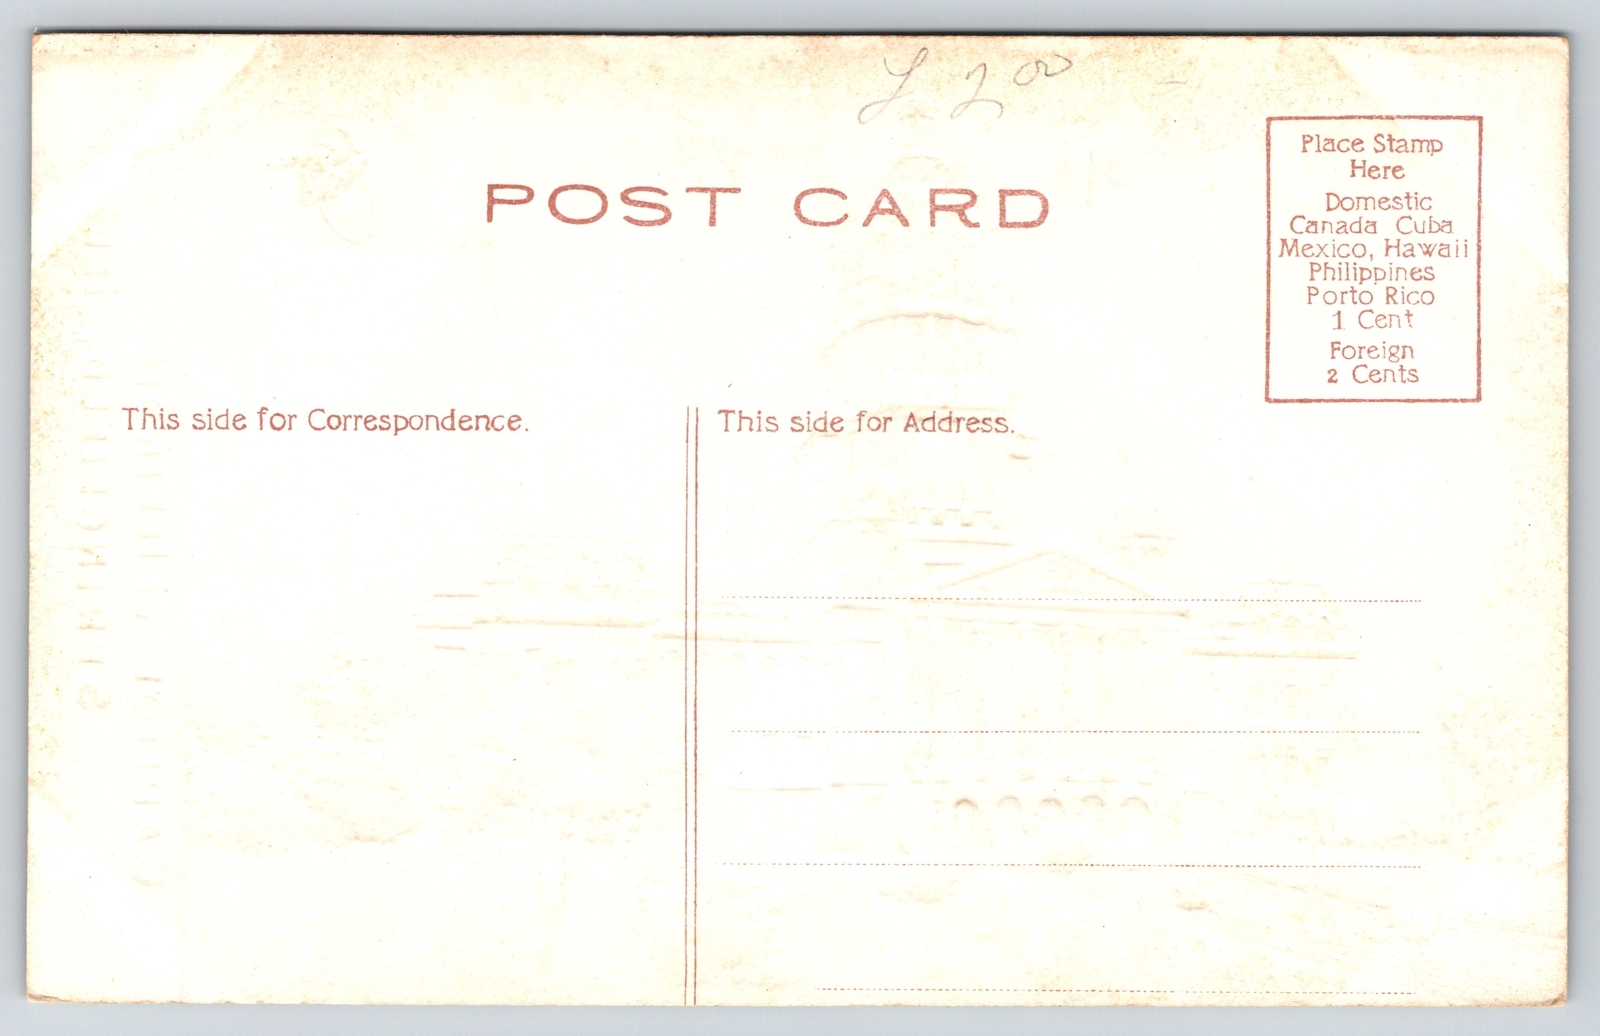 L 2 00
POST CARD
Place Stamp
Here
Domestic
Canada Cuba
Mexico, Hawaii
Philippines
Porto Rico
1 Cent
Foreign
2 Cents
This side for Correspondence.
This side for Address.